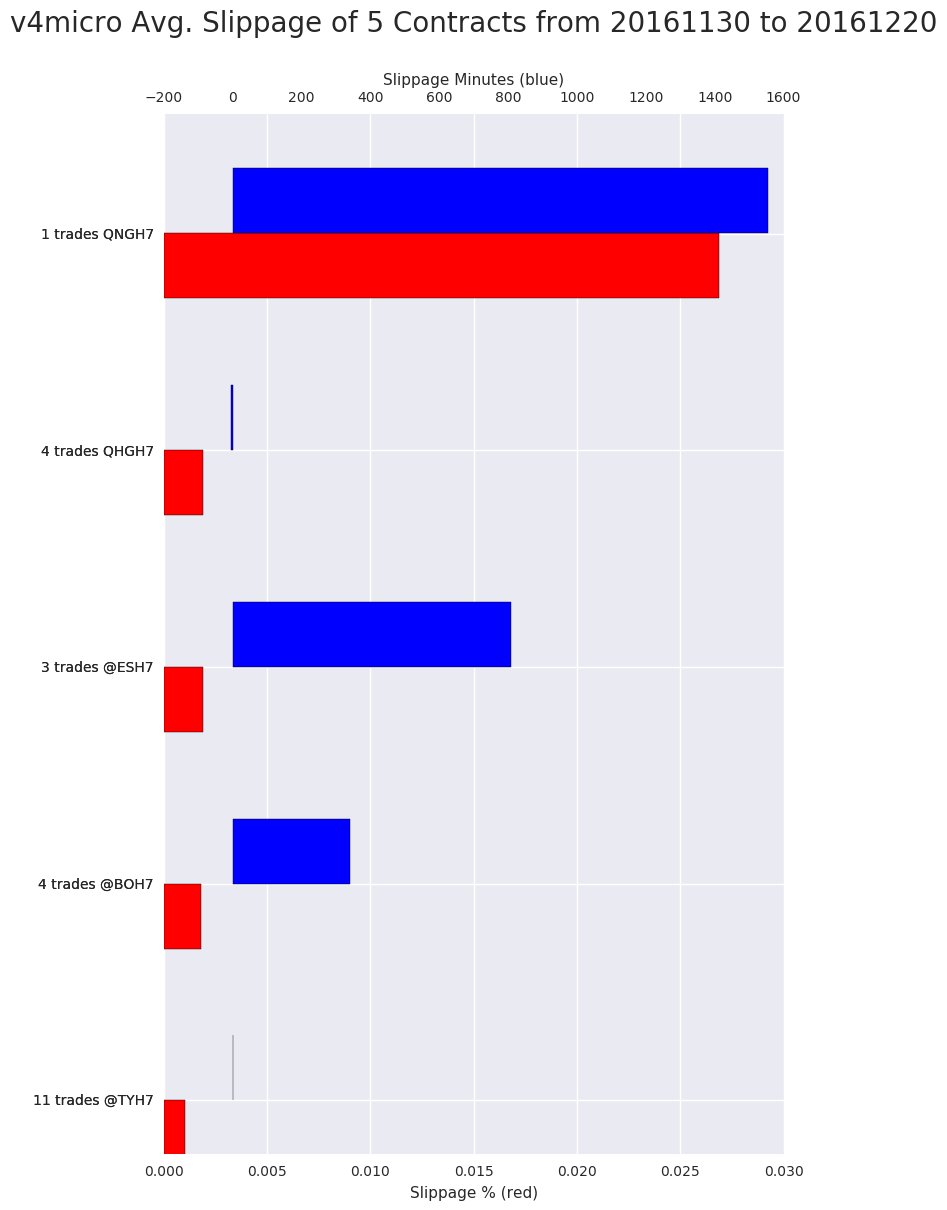 v4micro Avg. Slippage of 5 Contracts from 20161130 to 20161220
Slippage Minutes (blue)
−200 0 200 400 600 800 1000 1200 1400 1600
1 trades QNGH7
4 trades QHGH7
3 trades @ESH7
4 trades @BOH7
11 trades @TYH7
0.000 0.005 0.010 0.015 0.020 0.025 0.030
Slippage % (red)